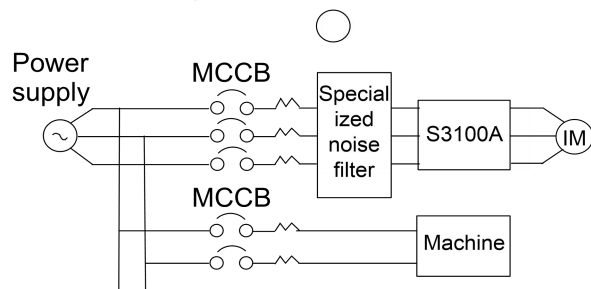 Power
supply
MCCB
Special
ized
noise
filter
S3100A
IM
MCCB
Machine